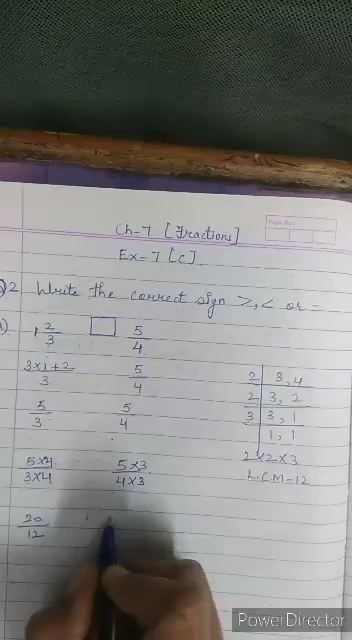 Page No.
Ch-7 [Fractions]
Ex-7 [C]
Q2 Write the correct sign >, < or =
1 2/3 □ 5/4
3×1+2/3 5/4
5/3 5/4
2 | 3, 4
2 | 3, 2
3 | 3, 1
1, 1
2×2×3
L.C.M-12
5×4/3×4 5×3/4×3
20/12
PowerDirector